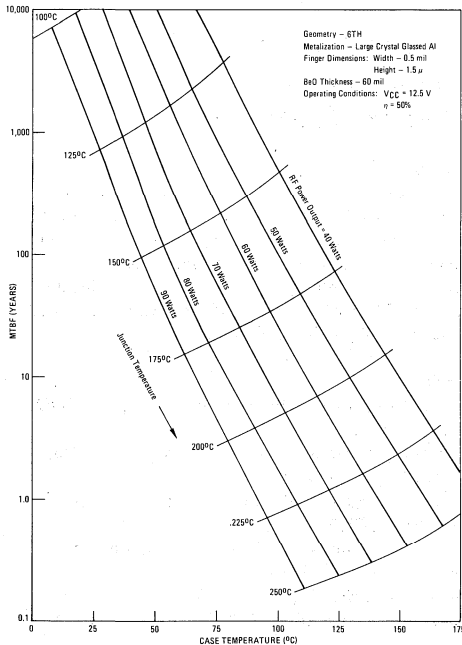 Geometry – 6TH
Metalization – Large Crystal Glassed Al
Finger Dimensions: Width – 0.5 mil
Height – 1.5 μ
BeO Thickness – 60 mil
Operating Conditions: VCC = 12.5 V
η = 50%
10,000
1,000
100
10
1.0
0.1
MTBF (YEARS)
100°C
125°C
150°C
175°C
200°C
.225°C
250°C
Junction Temperature
90 Watts
80 Watts
70 Watts
60 Watts
50 Watts
RF Power Output = 40 Watts
0
25
50
75
100
125
150
175
CASE TEMPERATURE (°C)